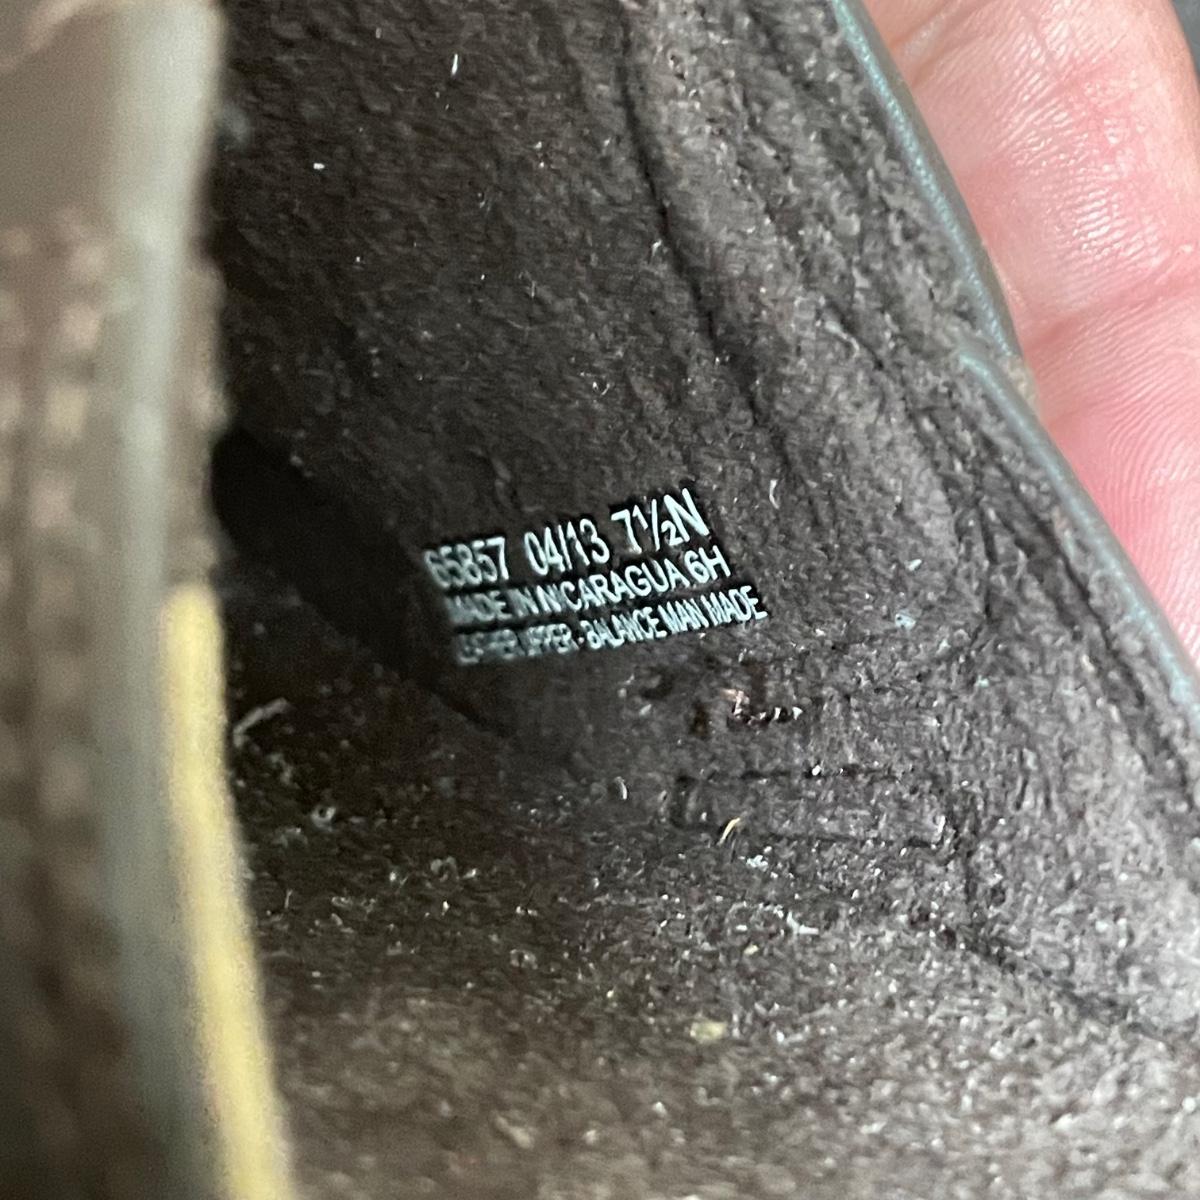 65857 04/13 7½N
MADE IN NICARAGUA 6H
LEATHER UPPER - BALANCE MAN MADE